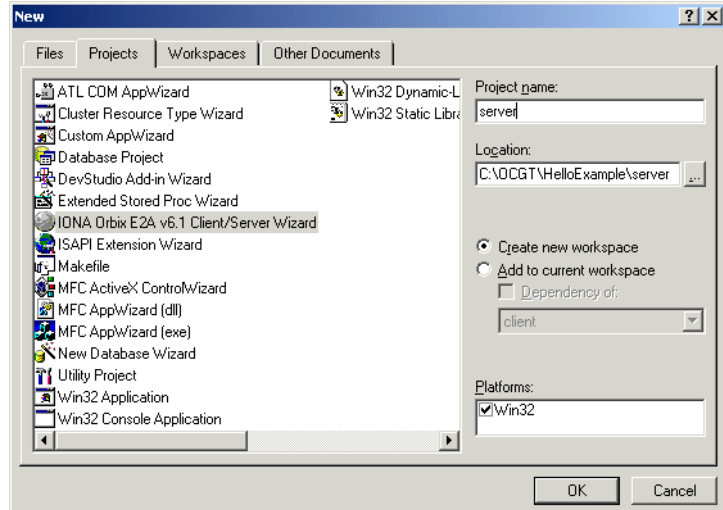 New
Files Projects Workspaces Other Documents
ATL COM AppWizard
Cluster Resource Type Wizard
Custom AppWizard
Database Project
DevStudio Add-in Wizard
Extended Stored Proc Wizard
IONA Orbix E2A v6.1 Client/Server Wizard
ISAPI Extension Wizard
Makefile
MFC ActiveX ControlWizard
MFC AppWizard (dll)
MFC AppWizard (exe)
New Database Wizard
Utility Project
Win32 Application
Win32 Console Application
Win32 Dynamic-L
Win32 Static Libra
Project name:
server
Location:
C:\OCGT\HelloExample\server ...
Create new workspace
Add to current workspace
Dependency of:
client
Platforms:
Win32
OK Cancel